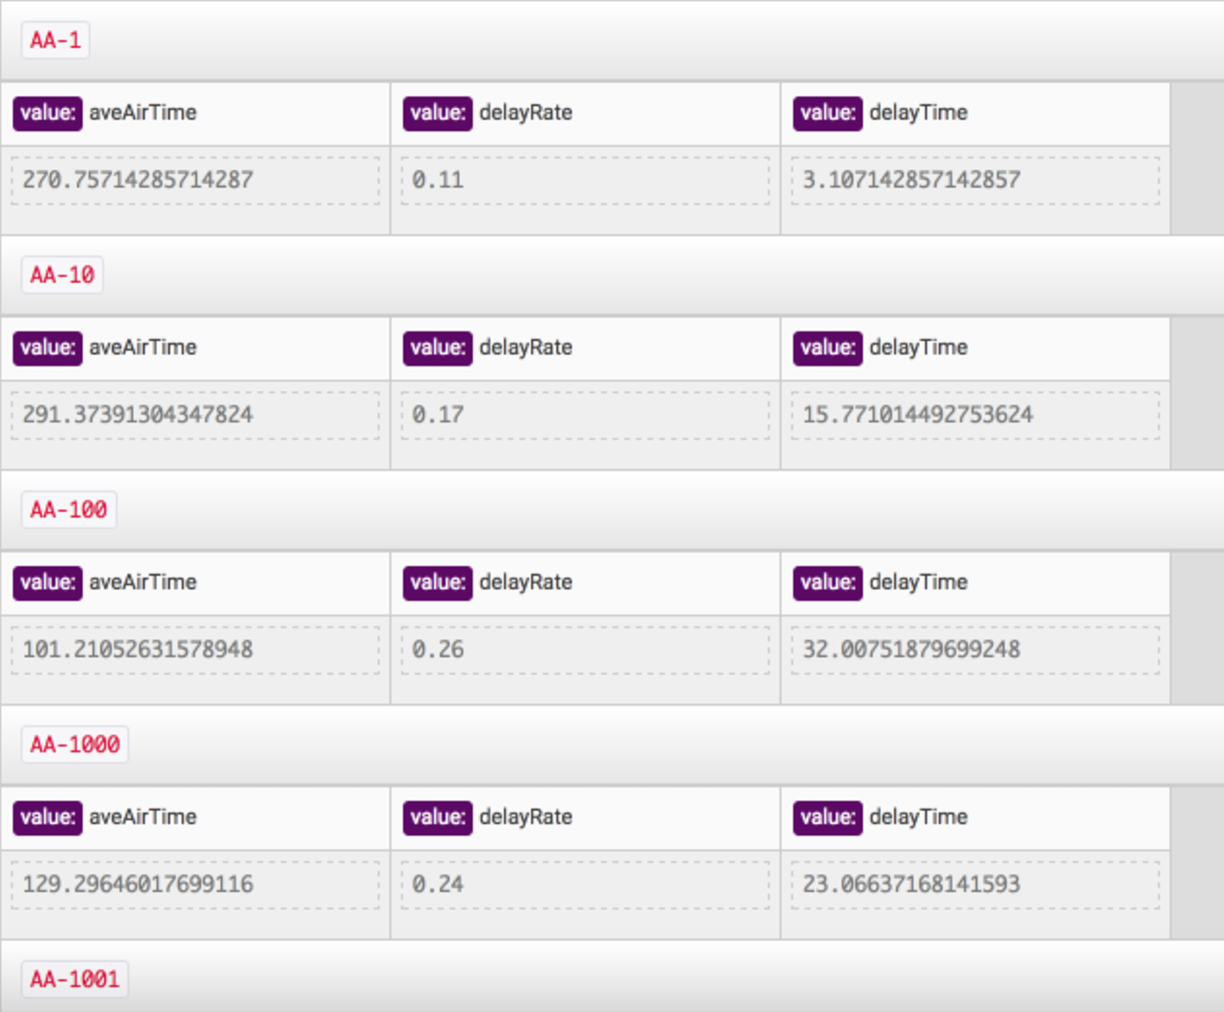 AA-1
value: aveAirTime value: delayRate value: delayTime
270.75714285714287 0.11 3.107142857142857
AA-10
value: aveAirTime value: delayRate value: delayTime
291.37391304347824 0.17 15.771014492753624
AA-100
value: aveAirTime value: delayRate value: delayTime
101.21052631578948 0.26 32.00751879699248
AA-1000
value: aveAirTime value: delayRate value: delayTime
129.29646017699116 0.24 23.06637168141593
AA-1001